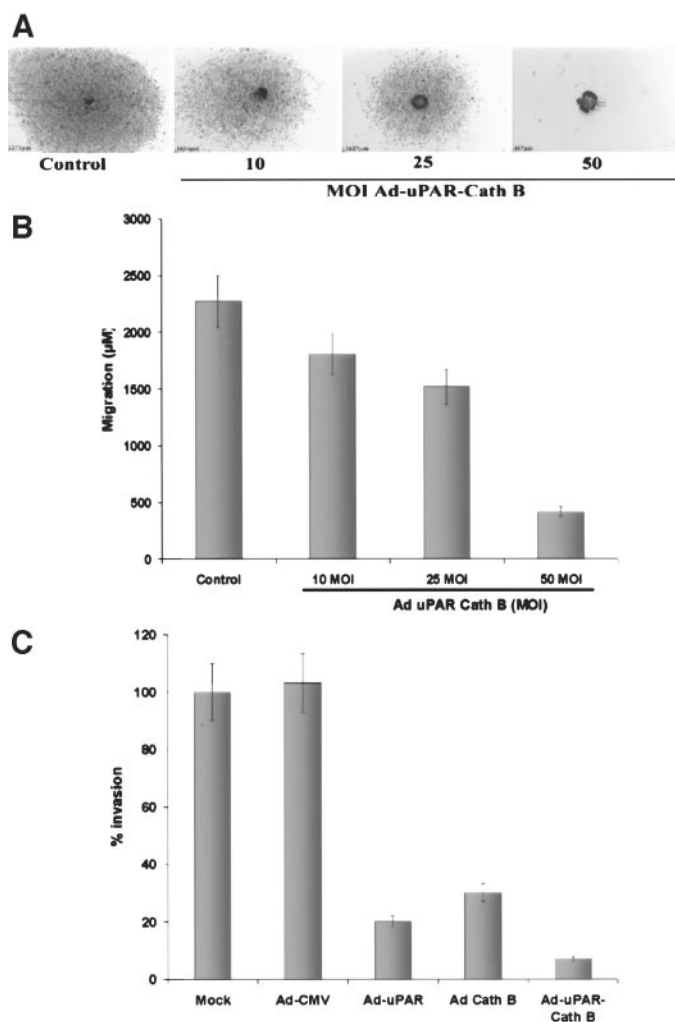 A
Control
10
25
50
MOI Ad-uPAR-Cath B
B
3000
2500
2000
1500
1000
500
0
Migration (µM)
Control
10 MOI
25 MOI
50 MOI
Ad uPAR Cath B (MOI)
C
120
100
80
60
40
20
0
% invasion
Mock
Ad-CMV
Ad-uPAR
Ad Cath B
Ad-uPAR-
Cath B